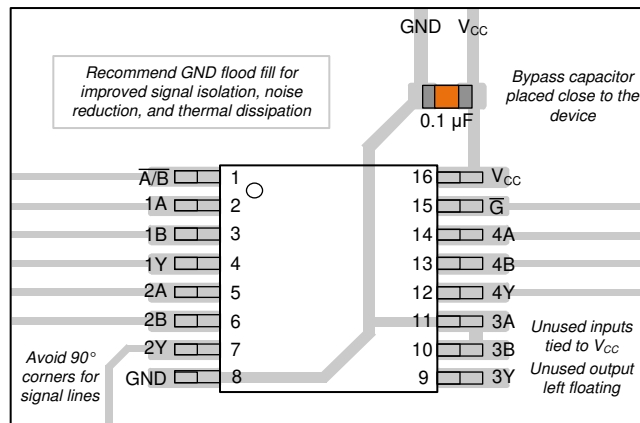 GND VCC
Recommend GND flood fill for
improved signal isolation, noise
reduction, and thermal dissipation
Bypass capacitor
placed close to the
device
0.1 µF
A̅/̅B̅ 1 16 VCC
1A 2 15 G̅
1B 3 14 4A
1Y 4 13 4B
2A 5 12 4Y
2B 6 11 3A
2Y 7 10 3B
GND 8 9 3Y
Avoid 90°
corners for
signal lines
Unused inputs
tied to VCC
Unused output
left floating